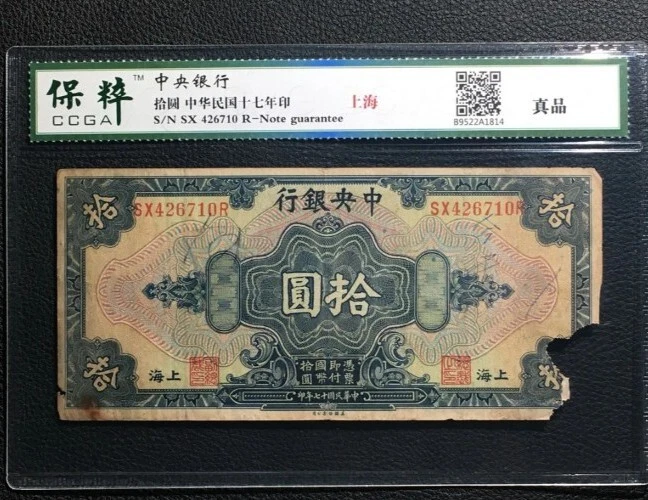 保粹™
CCGA
中央银行
拾圆 中华民国十七年印
S/N SX 426710 R-Note guarantee
上海
B9522A1814
真品
行銀央中
SX426710R
SX426710R
拾
拾
圓拾
拾
海上
海上
憑票
即付
國幣
拾圓
印年七十國民華中